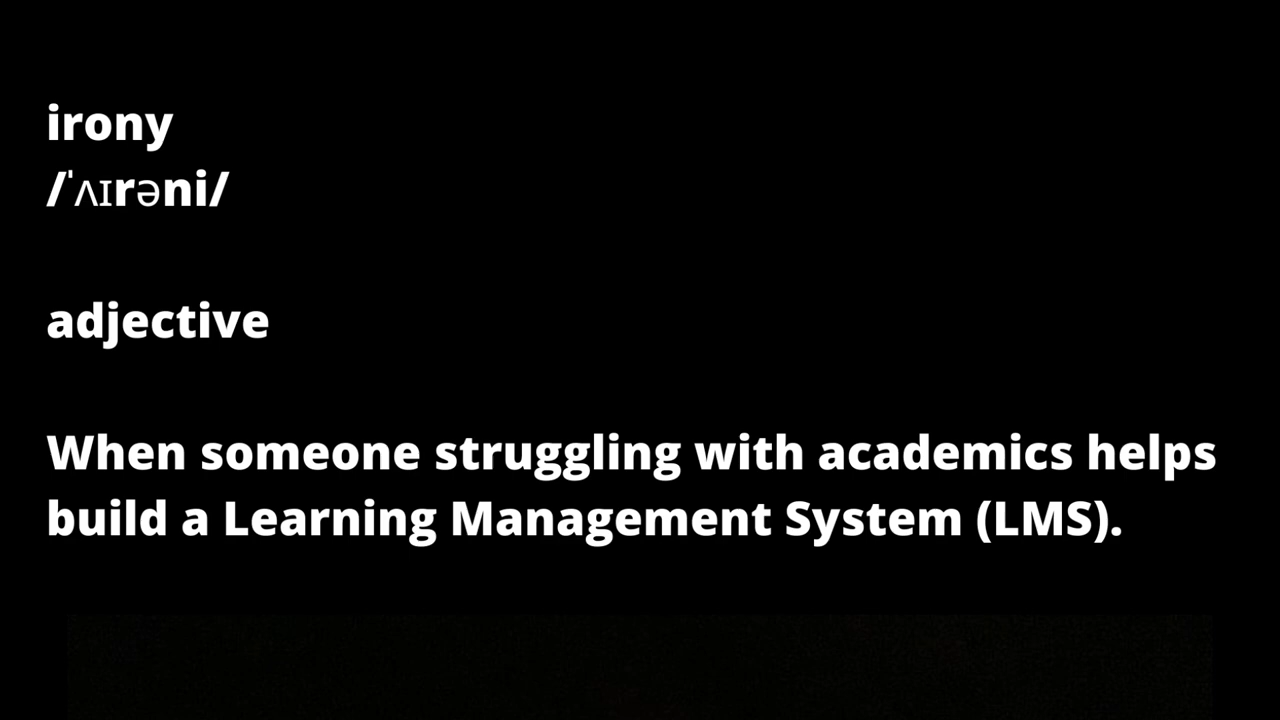 irony
/ˈʌɪrəni/
adjective
When someone struggling with academics helps
build a Learning Management System (LMS).